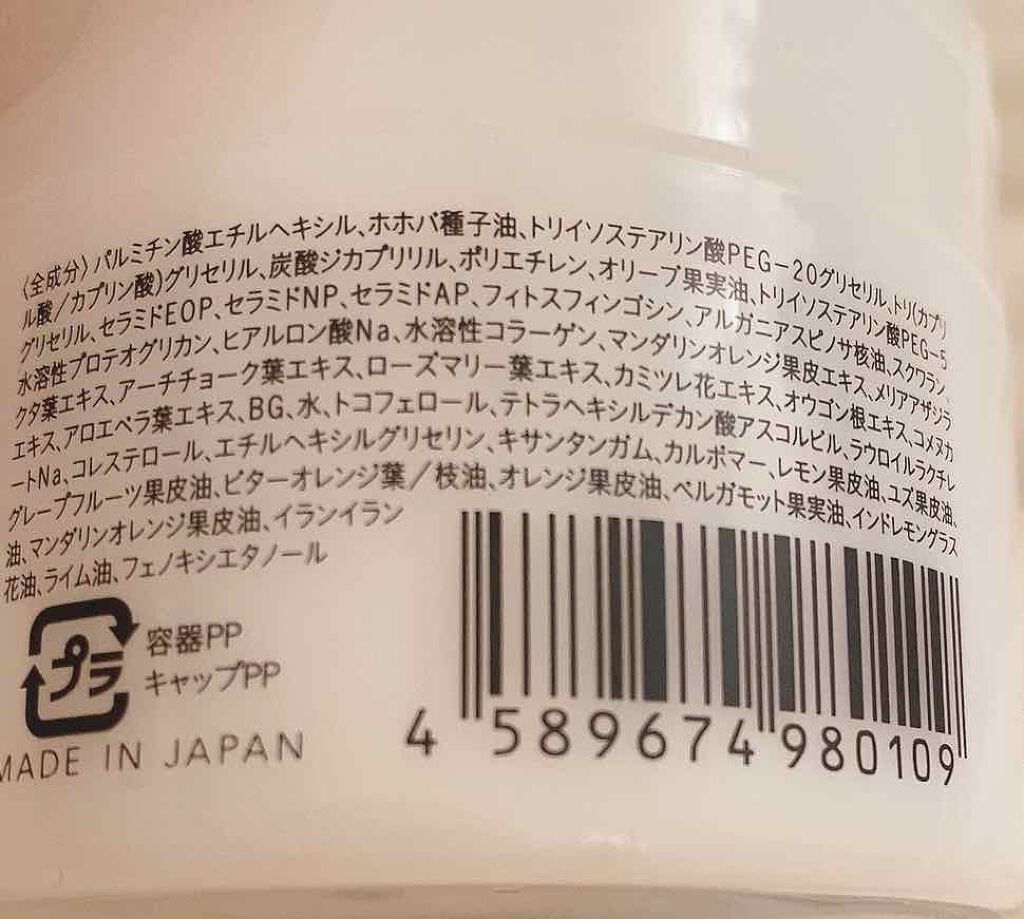 〈全成分〉パルミチン酸エチルヘキシル、ホホバ種子油、トリイソステアリン酸PEG-20グリセリル、トリ(カプリ
ル酸/カプリン酸)グリセリル、炭酸ジカプリリル、ポリエチレン、オリーブ果実油、トリイソステアリン酸PEG-5
グリセリル、セラミドEOP、セラミドNP、セラミドAP、フィトスフィンゴシン、アルガニアスピノサ核油、スクワラン、
水溶性プロテオグリカン、ヒアルロン酸Na、水溶性コラーゲン、マンダリンオレンジ果皮エキス、メリアアザジラ
クタ葉エキス、アーチチョーク葉エキス、ローズマリー葉エキス、カミツレ花エキス、オウゴン根エキス、コメヌカ
エキス、アロエベラ葉エキス、BG、水、トコフェロール、テトラヘキシルデカン酸アスコルビル、ラウロイルラクチレ
ートNa、コレステロール、エチルヘキシルグリセリン、キサンタンガム、カルボマー、レモン果皮油、ユズ果皮油、
グレープフルーツ果皮油、ビターオレンジ葉/枝油、オレンジ果皮油、ベルガモット果実油、インドレモングラス
油、マンダリンオレンジ果皮油、イランイラン
花油、ライム油、フェノキシエタノール
プラ
容器PP
キャップPP
MADE IN JAPAN
4 589674 980109